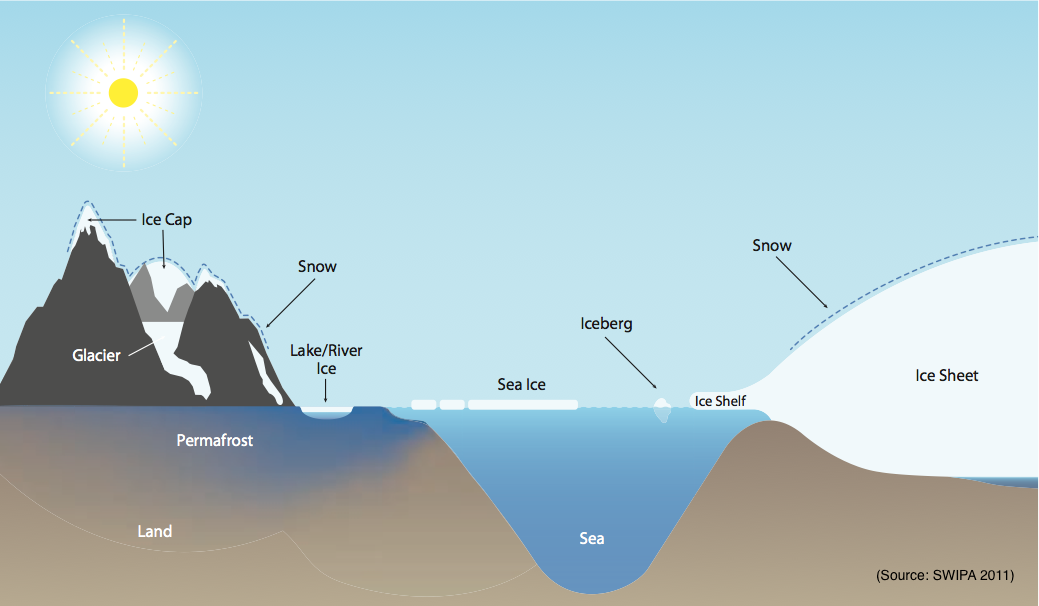 Ice Cap
Snow
Snow
Iceberg
Glacier
Lake/River
Ice
Sea Ice
Ice Shelf
Ice Sheet
Permafrost
Land
Sea
(Source: SWIPA 2011)